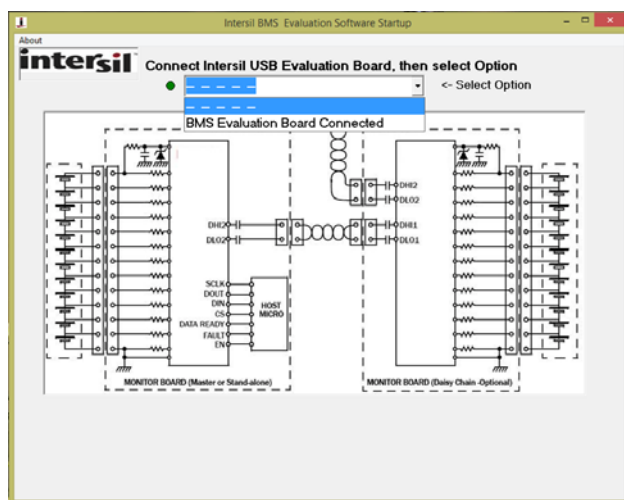 Intersil BMS Evaluation Software Startup
About
intersil
Connect Intersil USB Evaluation Board, then select Option
– – – – –
<- Select Option
– – – – –
BMS Evaluation Board Connected
DHI2
DLO2
DHI2
DLO2
DHI1
DLO1
SCLK
DOUT
DIN
CS
DATA READY
FAULT
EN
HOST
MICRO
MONITOR BOARD (Master or Stand-alone)
MONITOR BOARD (Daisy Chain -Optional)